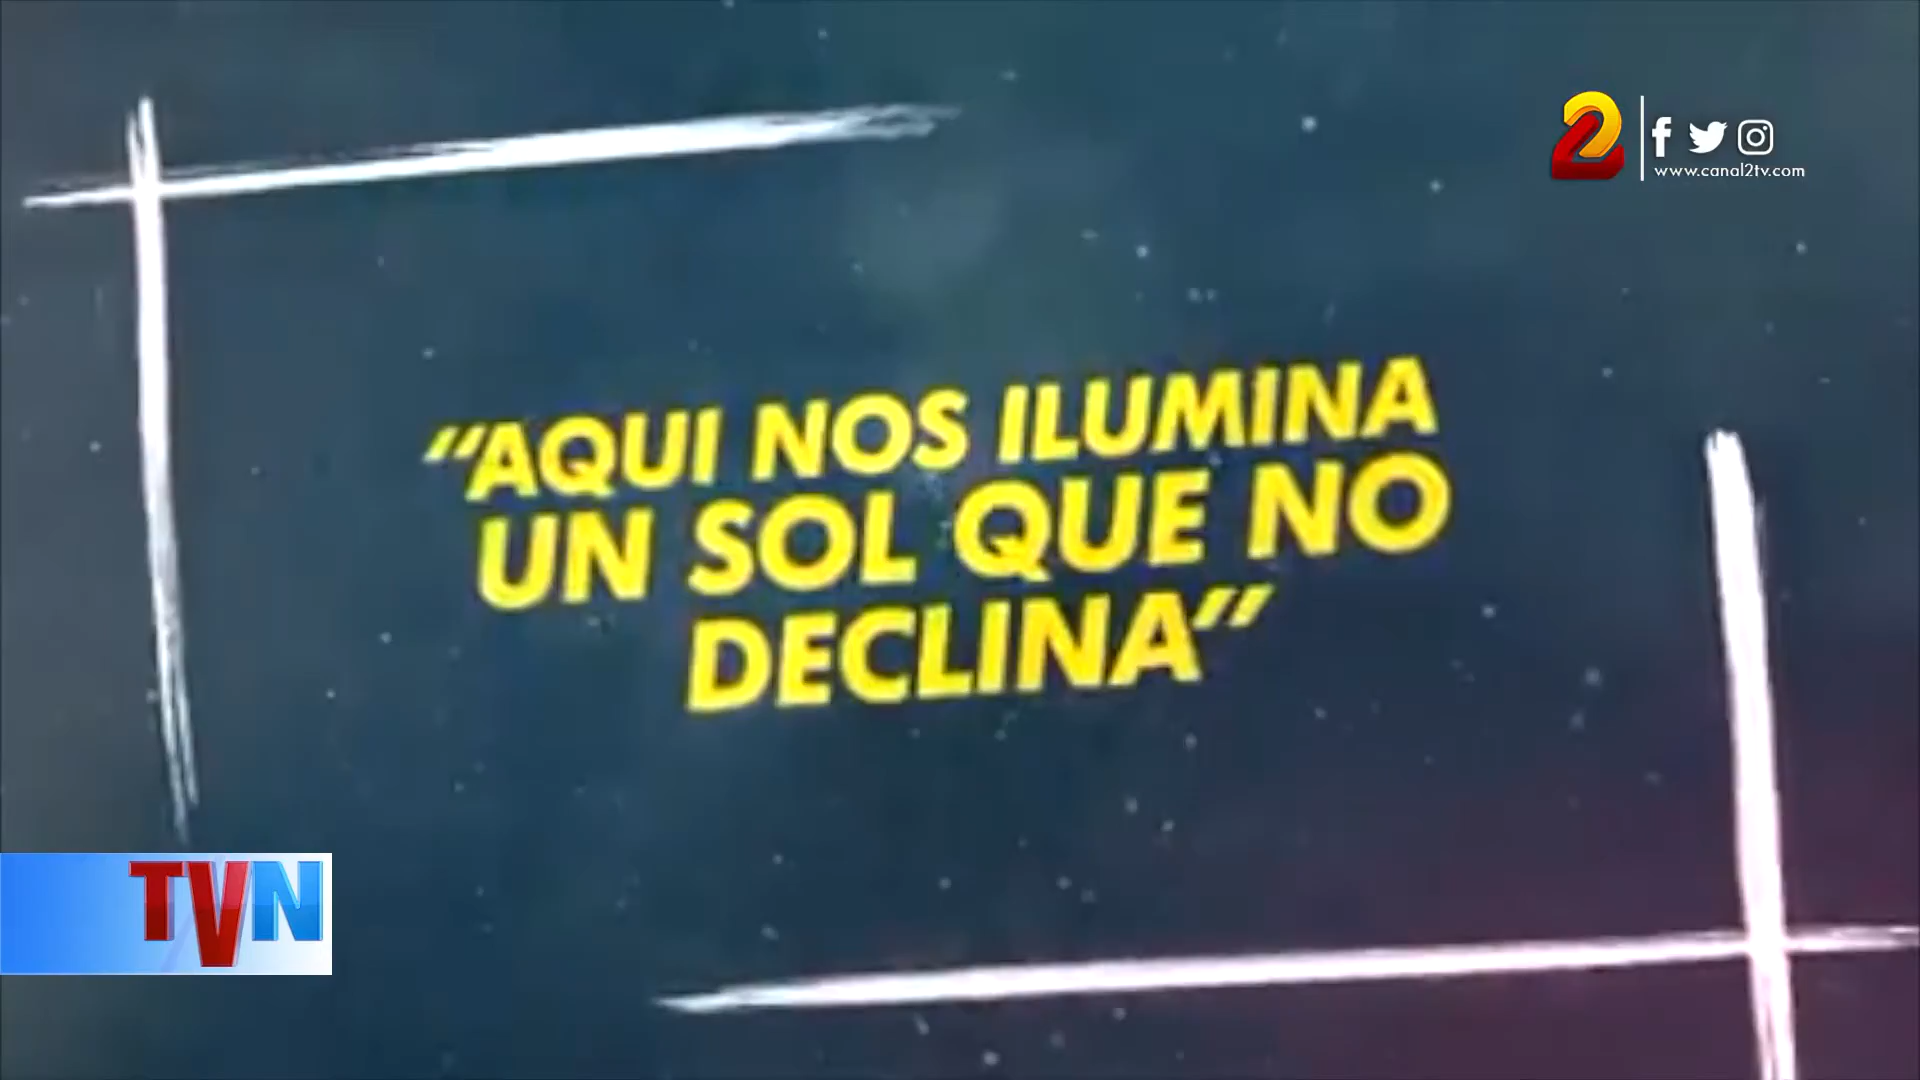 2
www.canal2tv.com
“AQUI NOS ILUMINA
UN SOL QUE NO
DECLINA”
TVN